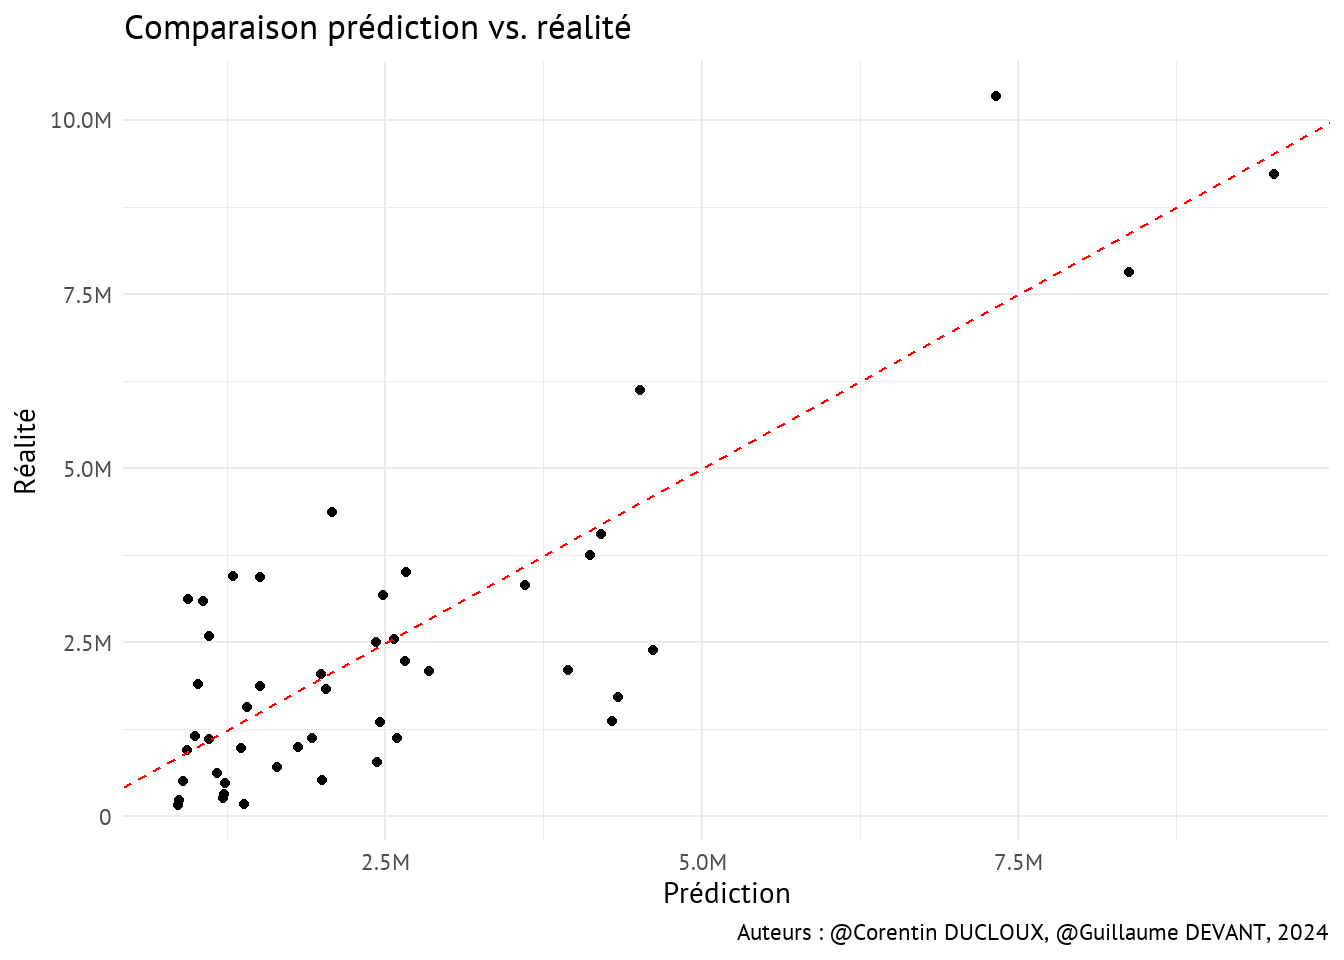 Comparaison prédiction vs. réalité
10.0M
7.5M
5.0M
2.5M
0
Réalité
2.5M
5.0M
7.5M
Prédiction
Auteurs : @Corentin DUCLOUX, @Guillaume DEVANT, 2024